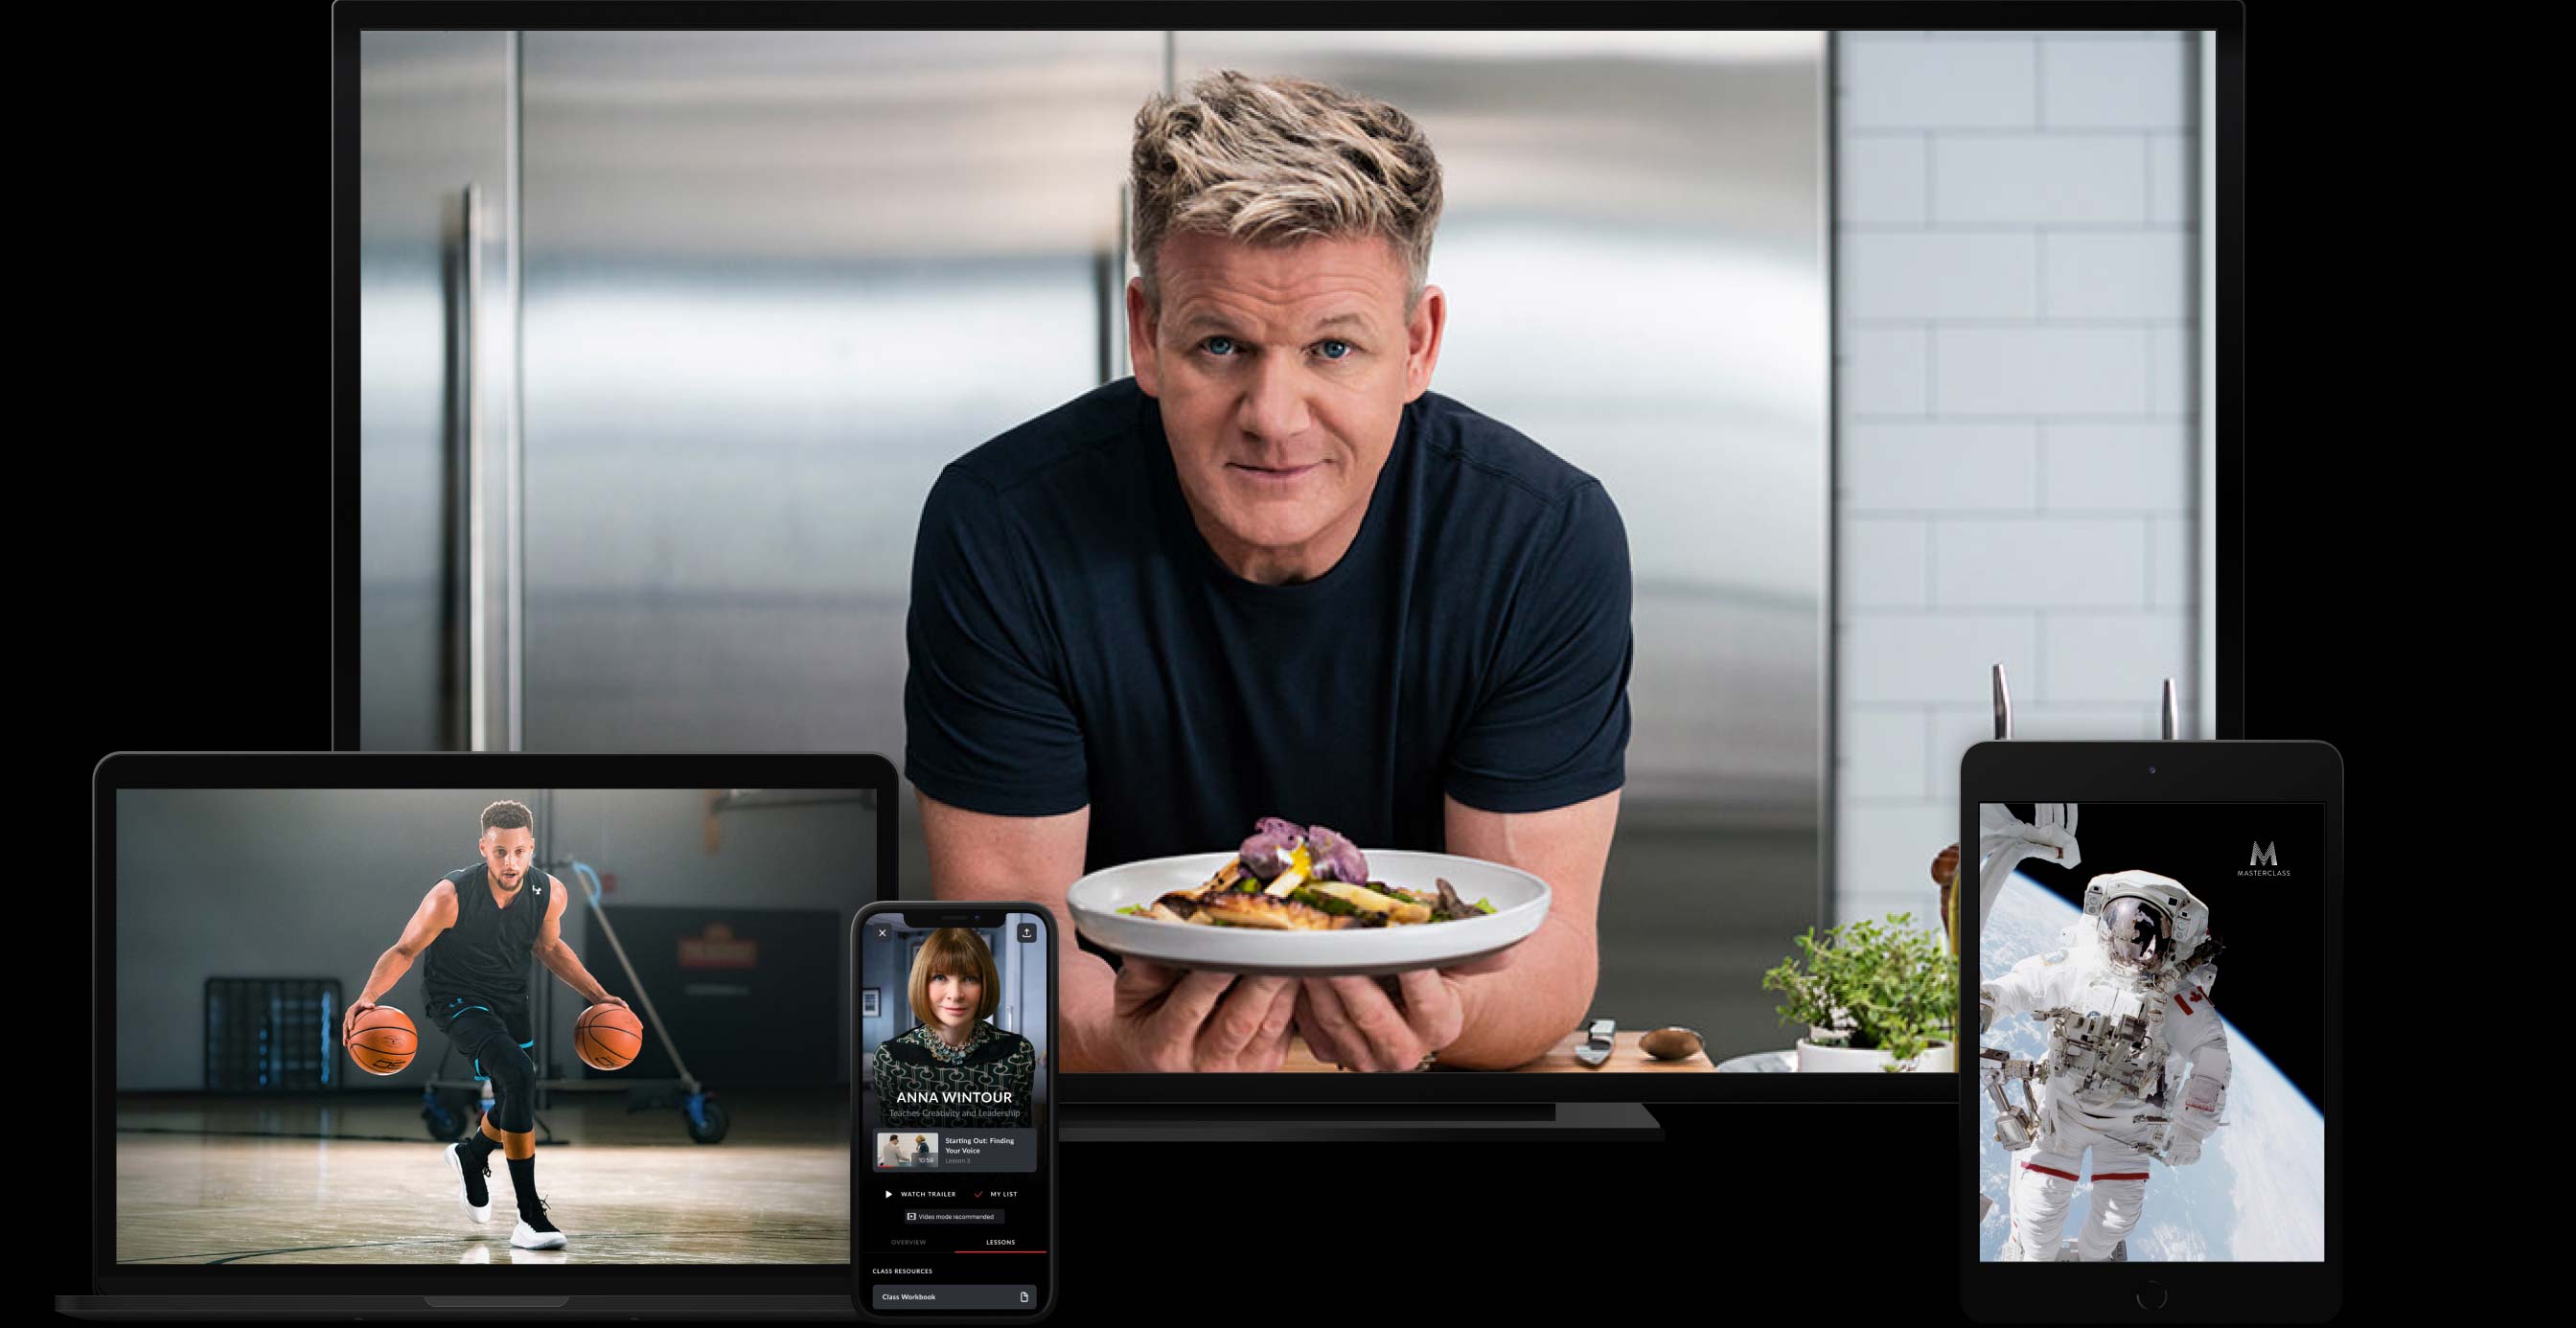 MASTERCLASS
ANNA WINTOUR
Teaches Creativity and Leadership
Starting Out: Finding
Your Voice
10:58
Lesson 3
WATCH TRAILER
MY LIST
Video mode recommended
OVERVIEW
LESSONS
CLASS RESOURCES
Class Workbook